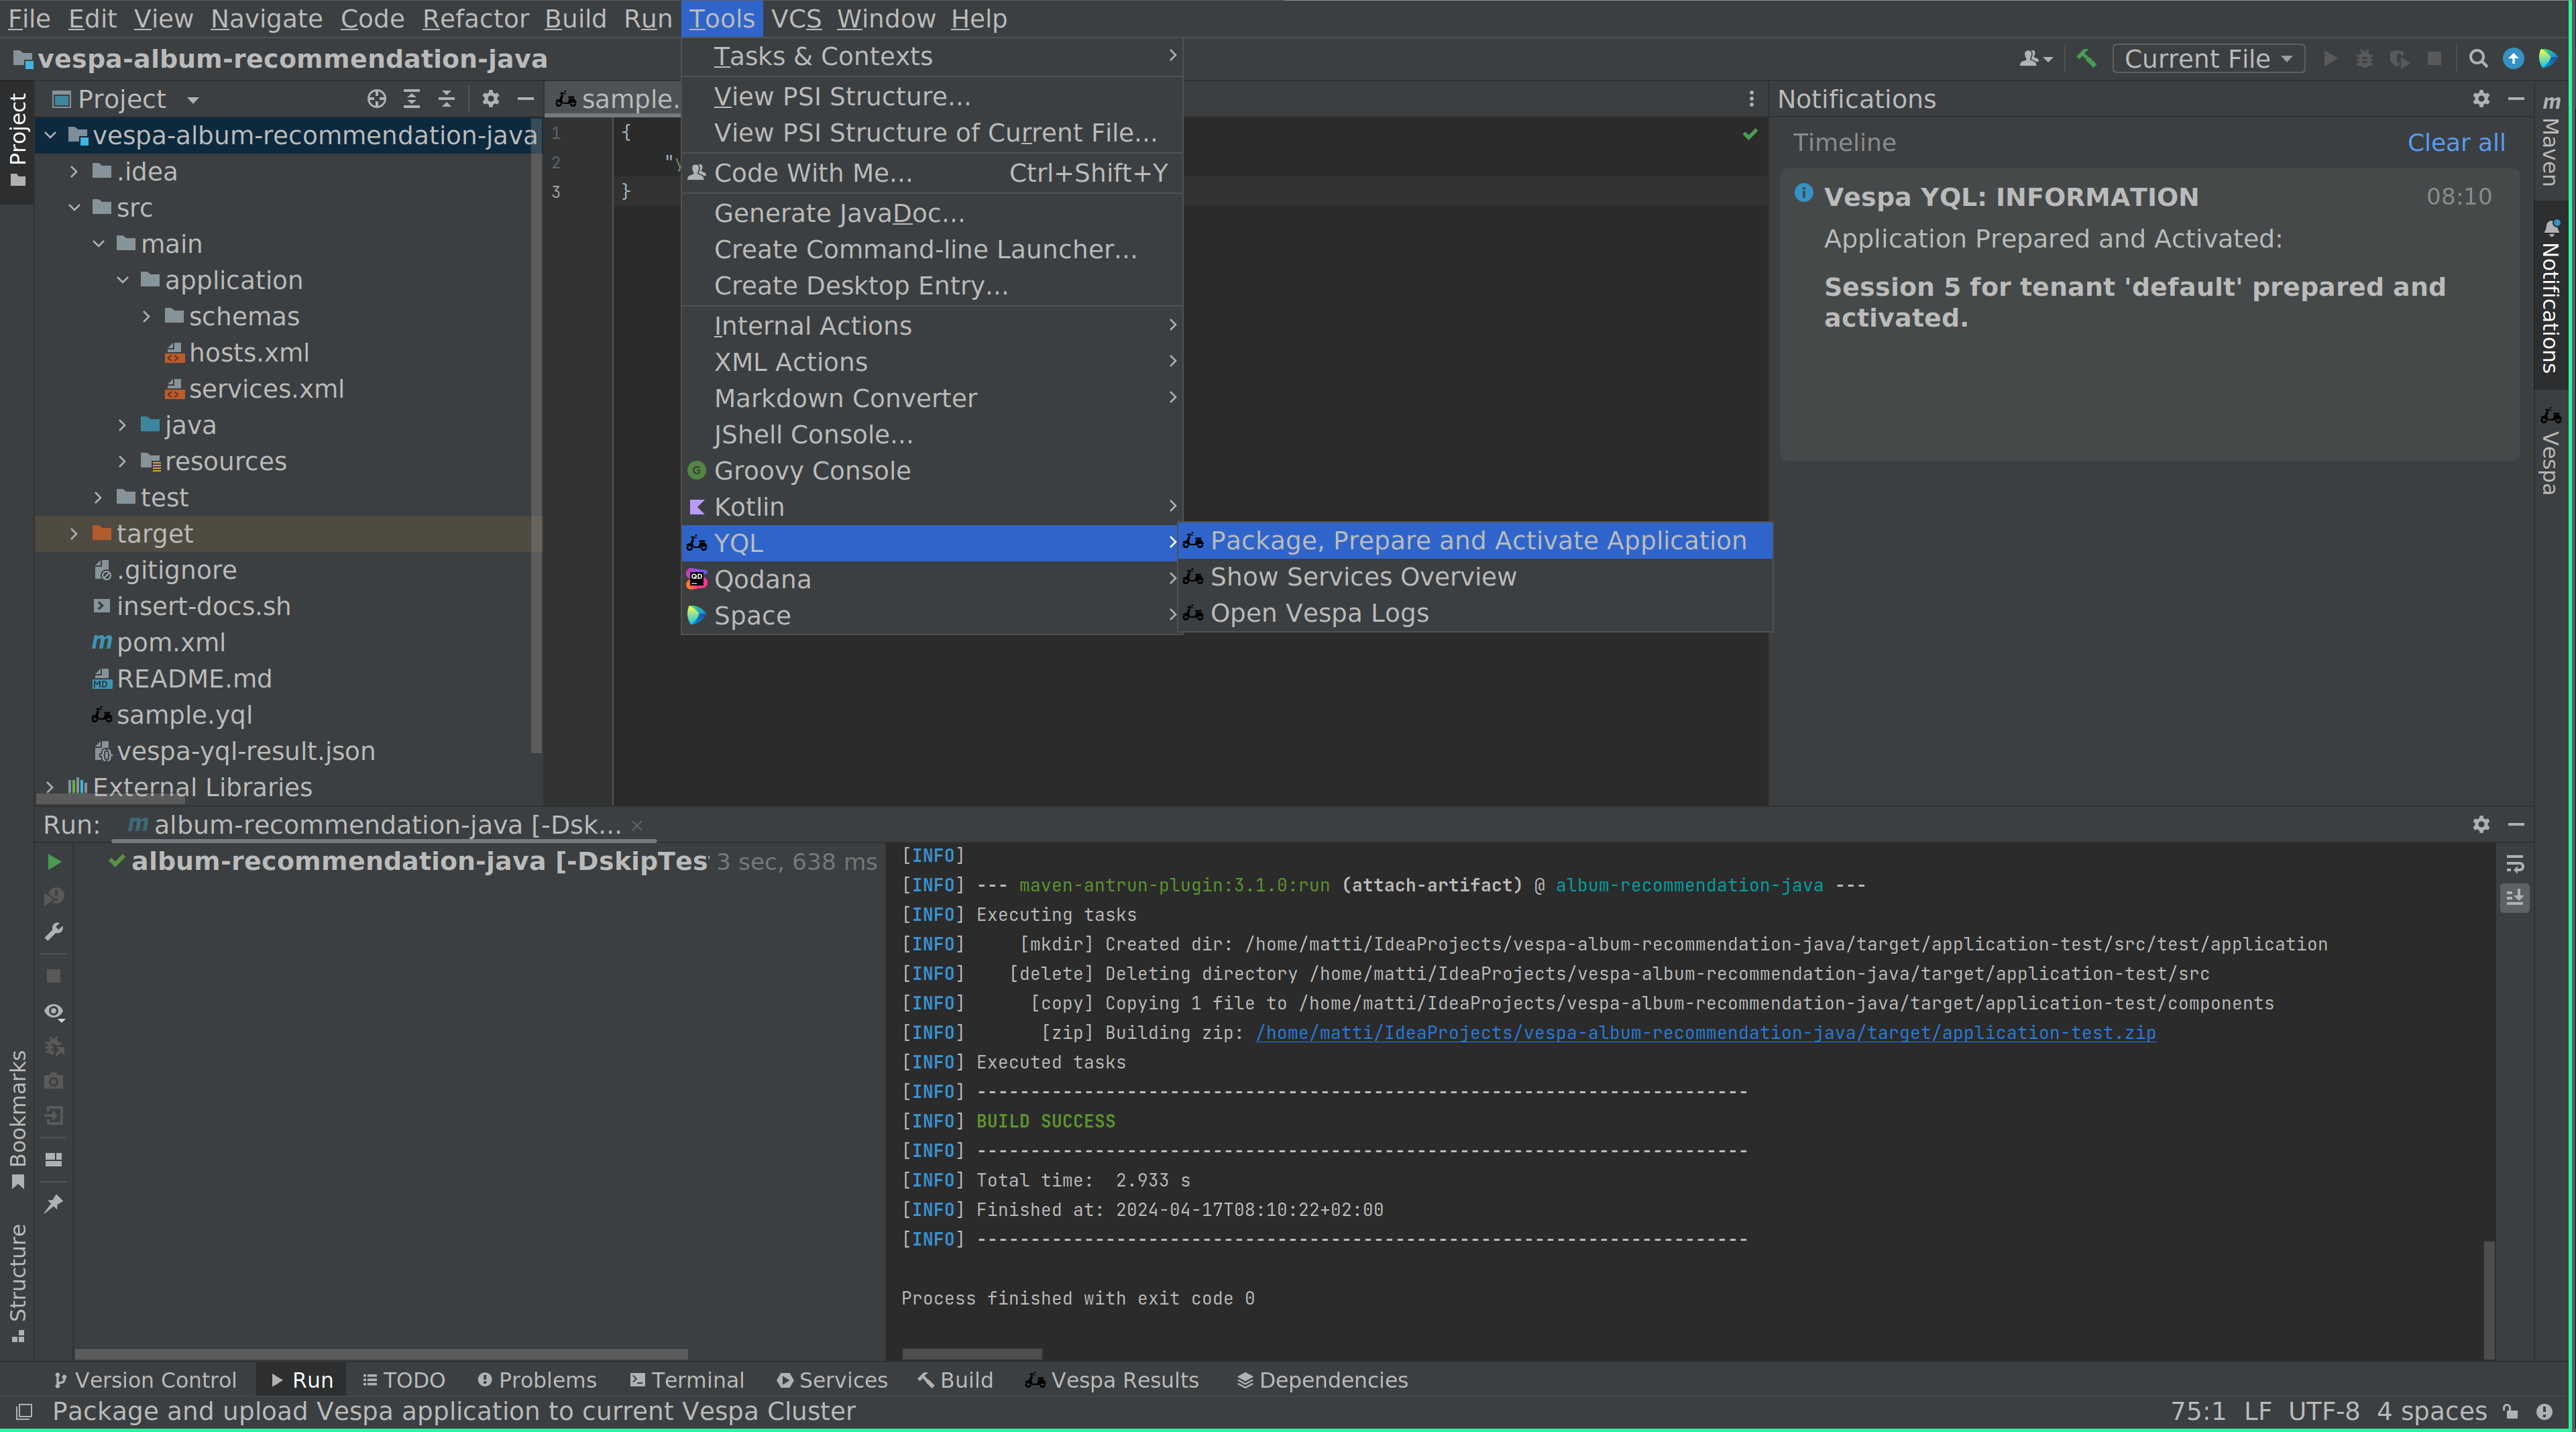 File Edit View Navigate Code Refactor Build Run Tools VCS Window Help
vespa-album-recommendation-java
Current File
Project
Project
vespa-album-recommendation-java
.idea
src
main
application
schemas
hosts.xml
services.xml
java
resources
test
target
.gitignore
insert-docs.sh
pom.xml
README.md
sample.yql
vespa-yql-result.json
External Libraries
sample.
1 {
2
3 }
Tasks & Contexts
View PSI Structure...
View PSI Structure of Current File...
Code With Me... Ctrl+Shift+Y
Generate JavaDoc...
Create Command-line Launcher...
Create Desktop Entry...
Internal Actions
XML Actions
Markdown Converter
JShell Console...
Groovy Console
Kotlin
YQL
Qodana
Space
Package, Prepare and Activate Application
Show Services Overview
Open Vespa Logs
Notifications
Timeline Clear all
Vespa YQL: INFORMATION 08:10
Application Prepared and Activated:
Session 5 for tenant 'default' prepared and
activated.
Maven
Notifications
Vespa
Run: album-recommendation-java [-Dsk...
album-recommendation-java [-DskipTes 3 sec, 638 ms
[INFO]
[INFO] --- maven-antrun-plugin:3.1.0:run (attach-artifact) @ album-recommendation-java ---
[INFO] Executing tasks
[INFO] [mkdir] Created dir: /home/matti/IdeaProjects/vespa-album-recommendation-java/target/application-test/src/test/application
[INFO] [delete] Deleting directory /home/matti/IdeaProjects/vespa-album-recommendation-java/target/application-test/src
[INFO] [copy] Copying 1 file to /home/matti/IdeaProjects/vespa-album-recommendation-java/target/application-test/components
[INFO] [zip] Building zip: /home/matti/IdeaProjects/vespa-album-recommendation-java/target/application-test.zip
[INFO] Executed tasks
[INFO] ------------------------------------------------------------------------
[INFO] BUILD SUCCESS
[INFO] ------------------------------------------------------------------------
[INFO] Total time:  2.933 s
[INFO] Finished at: 2024-04-17T08:10:22+02:00
[INFO] ------------------------------------------------------------------------
Process finished with exit code 0
Bookmarks
Structure
Version Control Run TODO Problems Terminal Services Build Vespa Results Dependencies
Package and upload Vespa application to current Vespa Cluster 75:1 LF UTF-8 4 spaces